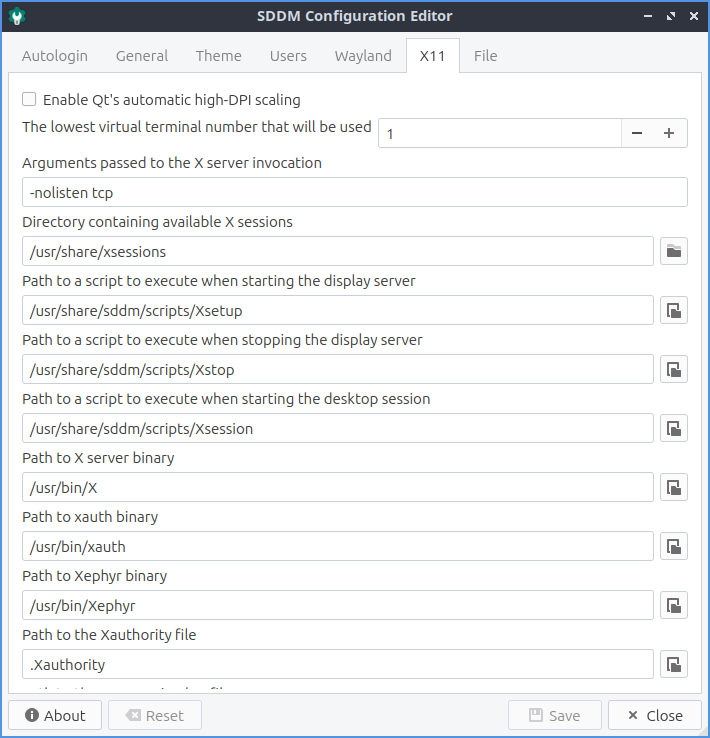 SDDM Configuration Editor
Autologin General Theme Users Wayland X11 File
Enable Qt's automatic high-DPI scaling
The lowest virtual terminal number that will be used 1
Arguments passed to the X server invocation
-nolisten tcp
Directory containing available X sessions
/usr/share/xsessions
Path to a script to execute when starting the display server
/usr/share/sddm/scripts/Xsetup
Path to a script to execute when stopping the display server
/usr/share/sddm/scripts/Xstop
Path to a script to execute when starting the desktop session
/usr/share/sddm/scripts/Xsession
Path to X server binary
/usr/bin/X
Path to xauth binary
/usr/bin/xauth
Path to Xephyr binary
/usr/bin/Xephyr
Path to the Xauthority file
.Xauthority
About Reset Save Close